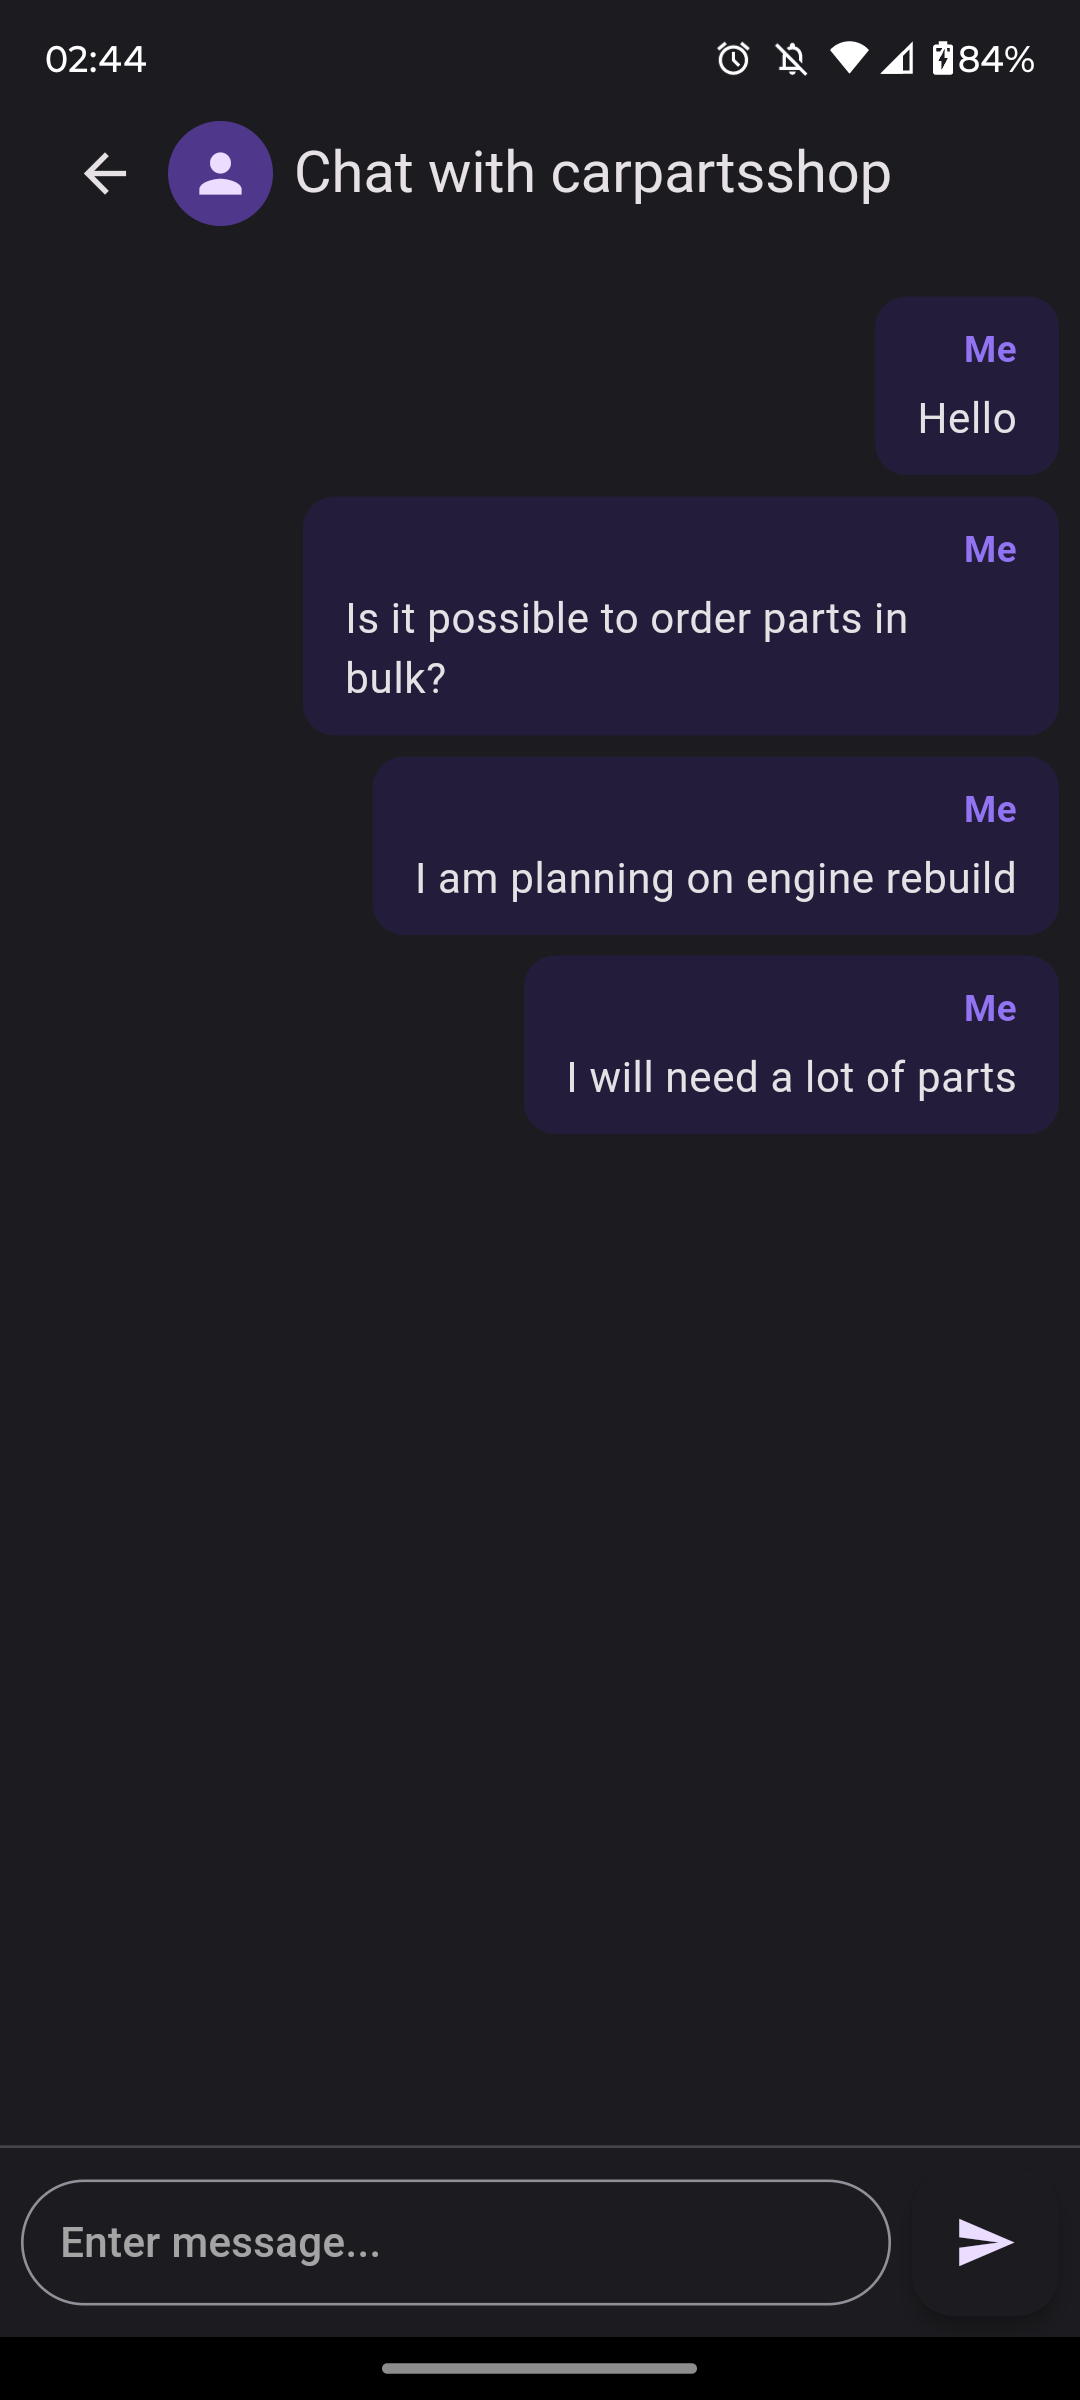 02:44
84%
Chat with carpartsshop
Me
Hello
Me
Is it possible to order parts in
bulk?
Me
I am planning on engine rebuild
Me
I will need a lot of parts
Enter message...